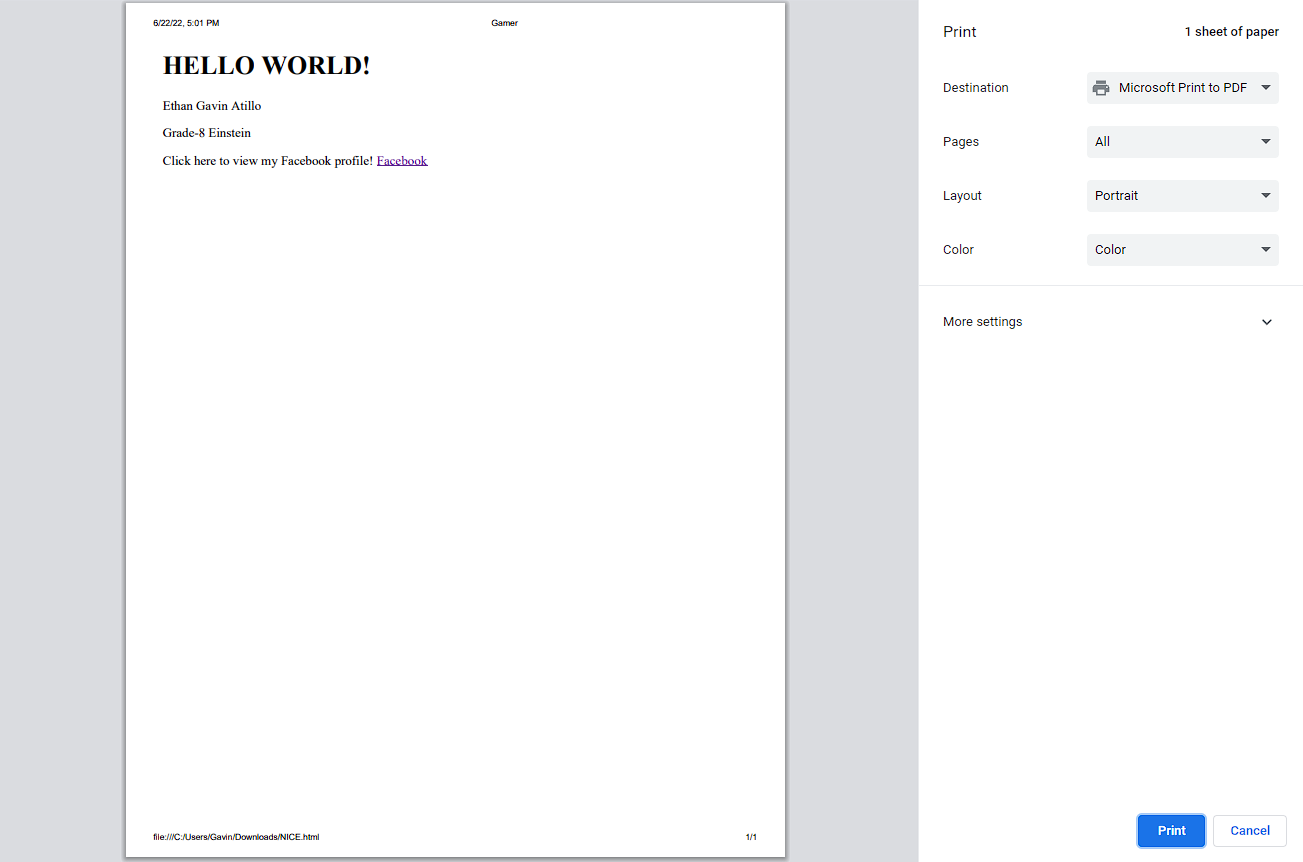 6/22/22, 5:01 PM
Gamer
HELLO WORLD!
Ethan Gavin Atillo
Grade-8 Einstein
Click here to view my Facebook profile! Facebook
file:///C:/Users/Gavin/Downloads/NICE.html
1/1
Print
1 sheet of paper
Destination
Microsoft Print to PDF
Pages
All
Layout
Portrait
Color
Color
More settings
Print
Cancel